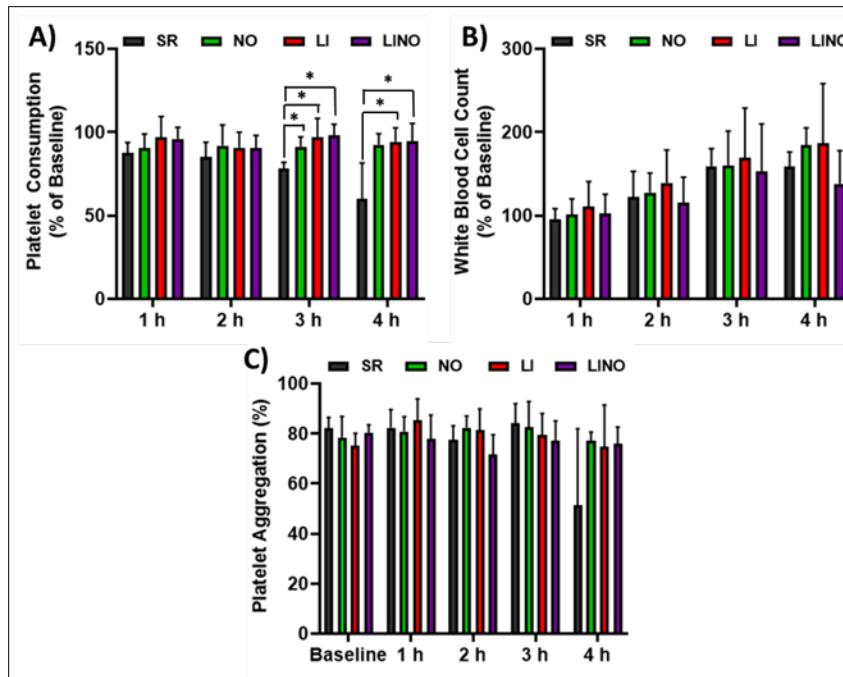 A)
SR NO LI LINO
Platelet Consumption
(% of Baseline)
150
100
50
0
* * * * *
1 h 2 h 3 h 4 h
B)
SR NO LI LINO
White Blood Cell Count
(% of Baseline)
300
200
100
0
1 h 2 h 3 h 4 h
C)
SR NO LI LINO
Platelet Aggregation (%)
100
80
60
40
20
0
Baseline 1 h 2 h 3 h 4 h